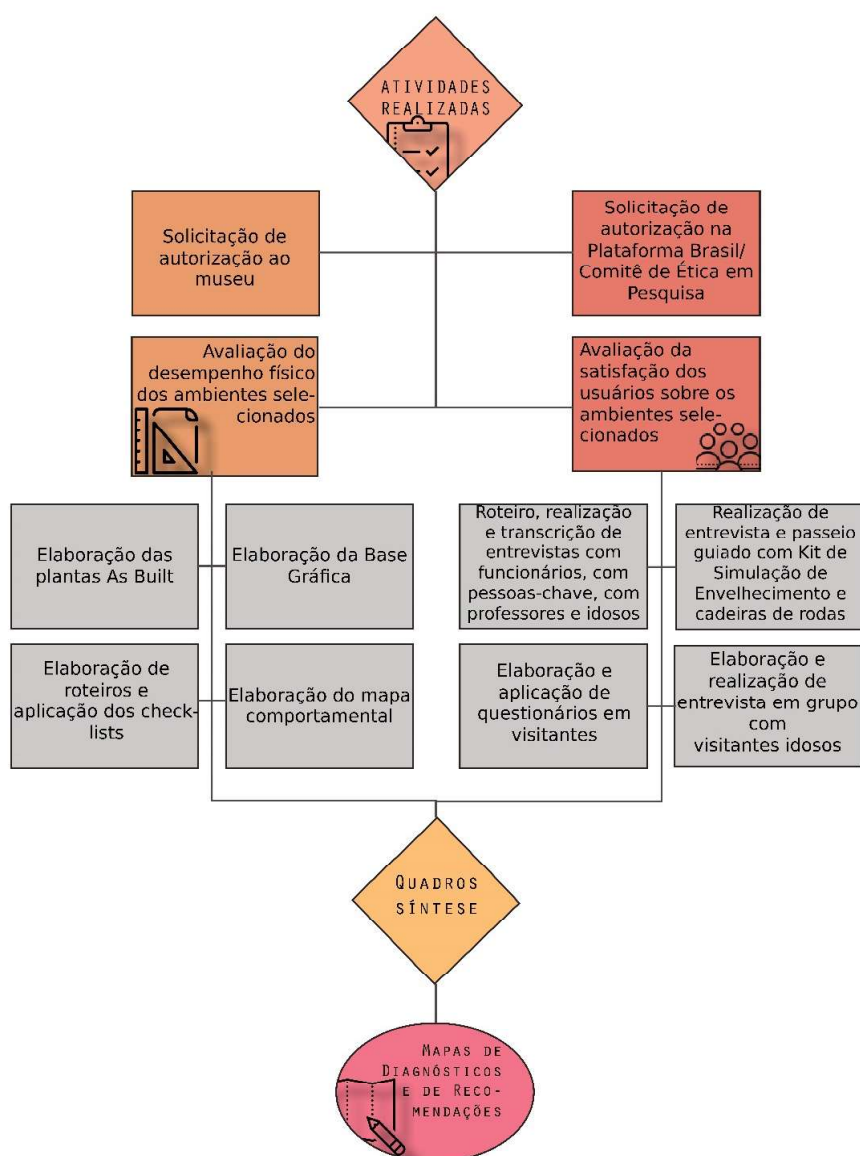 ATIVIDADES
REALIZADAS
Solicitação de
autorização ao
museu
Solicitação de
autorização na
Plataforma Brasil/
Comitê de Ética em
Pesquisa
Avaliação do
desempenho físico
dos ambientes sele-
cionados
Avaliação da
satisfação dos
usuários sobre os
ambientes sele-
cionados
Elaboração das
plantas As Built
Elaboração da Base
Gráfica
Roteiro, realização
e transcrição de
entrevistas com
funcionários, com
pessoas-chave, com
professores e idosos
Realização de
entrevista e passeio
guiado com Kit de
Simulação de
Envelhecimento e
cadeiras de rodas
Elaboração de
roteiros e
aplicação dos check-
lists
Elaboração do mapa
comportamental
Elaboração e
aplicação de
questionários em
visitantes
Elaboração e
realização de
entrevista em grupo
com
visitantes idosos
QUADROS
SÍNTESE
MAPAS DE
DIAGNÓSTICOS
E DE RECO-
MENDAÇÕES